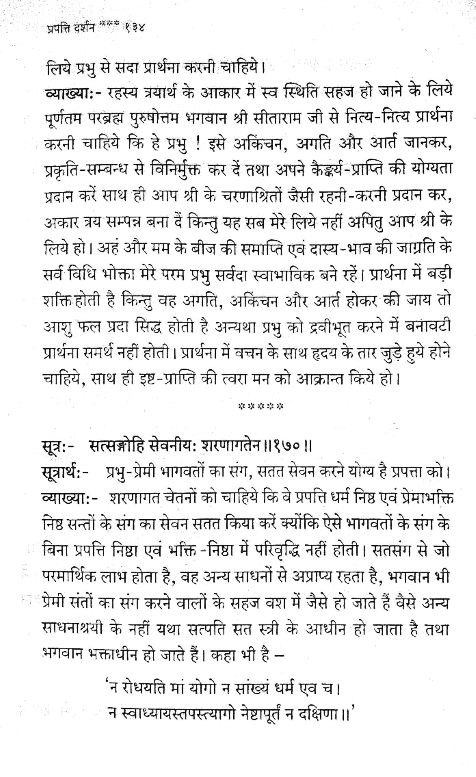 प्रपत्ति दर्शन *** १३४
लिये प्रभु से सदा प्रार्थना करनी चाहिये।
व्याख्याः- रहस्य त्रयार्थ के आकार में स्व स्थिति सहज हो जाने के लिये
पूर्णतम परब्रह्म पुरुषोत्तम भगवान श्री सीताराम जी से नित्य-नित्य प्रार्थना
करनी चाहिये कि हे प्रभु ! इसे अकिंचन, अगति और आर्त जानकर,
प्रकृति-सम्बन्ध से विनिर्मुक्त कर दें तथा अपने कैङ्कर्य-प्राप्ति की योग्यता
प्रदान करें साथ ही आप श्री के चरणाश्रितों जैसी रहनी-करनी प्रदान कर,
अकार त्रय सम्पन्न बना दें किन्तु यह सब मेरे लिये नहीं अपितु आप श्री के
लिये हो। अहं और मम के बीज की समाप्ति एवं दास्य-भाव की जाग्रति के
सर्व विधि भोक्ता मेरे परम प्रभु सर्वदा स्वाभाविक बने रहें। प्रार्थना में बड़ी
शक्ति होती है किन्तु वह अगति, अकिंचन और आर्त होकर की जाय तो
आशु फल प्रदा सिद्ध होती है अन्यथा प्रभु को द्रवीभूत करने में बनावटी
प्रार्थना समर्थ नहीं होती। प्रार्थना में वचन के साथ हृदय के तार जुड़े हुये होने
चाहिये, साथ ही इष्ट-प्राप्ति की त्वरा मन को आक्रान्त किये हो।
*****
सूत्रः- सत्सङ्गोहि सेवनीयः शरणागतेन॥१७०॥
सूत्रार्थः- प्रभु-प्रेमी भागवतों का संग, सतत सेवन करने योग्य है प्रपत्ता को।
व्याख्याः- शरणागत चेतनों को चाहिये कि वे प्रपत्ति धर्म निष्ठ एवं प्रेमाभक्ति
निष्ठ सन्तों के संग का सेवन सतत किया करें क्योंकि ऐसे भागवतों के संग के
बिना प्रपत्ति निष्ठा एवं भक्ति -निष्ठा में परिवृद्धि नहीं होती। सतसंग से जो
परमार्थिक लाभ होता है, वह अन्य साधनों से अप्राप्य रहता है, भगवान भी
प्रेमी संतों का संग करने वालों के सहज वश में जैसे हो जाते हैं वैसे अन्य
साधनाश्रयी के नहीं यथा सत्पति सत स्त्री के आधीन हो जाता है तथा
भगवान भक्ताधीन हो जाते हैं। कहा भी है –
'न रोधयति मां योगो न सांख्यं धर्म एव च।
न स्वाध्यायस्तपस्त्यागो नेष्टापूर्तं न दक्षिणा॥'